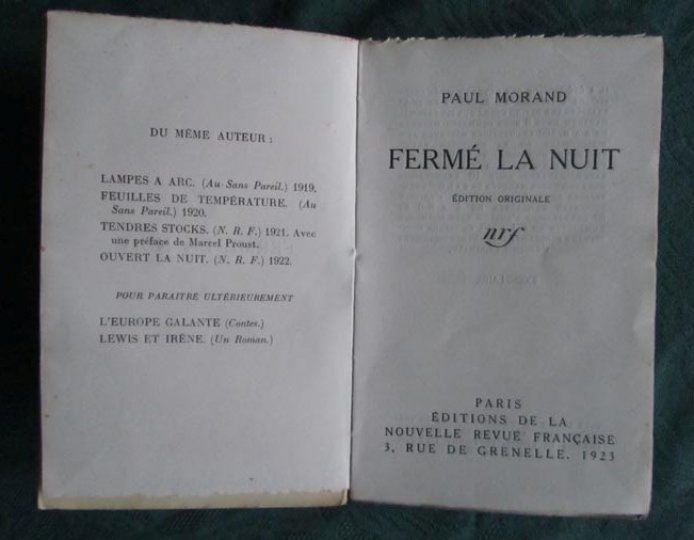 DU MÊME AUTEUR :
LAMPES A ARC. (Au Sans Pareil.) 1919.
FEUILLES DE TEMPÉRATURE. (Au
Sans Pareil.) 1920.
TENDRES STOCKS. (N. R. F.) 1921. Avec
une préface de Marcel Proust.
OUVERT LA NUIT. (N. R. F.) 1922.
POUR PARAITRE ULTÉRIEUREMENT
L'EUROPE GALANTE (Contes.)
LEWIS ET IRÈNE. (Un Roman.)
PAUL MORAND
FERMÉ LA NUIT
ÉDITION ORIGINALE
nrf
PARIS
ÉDITIONS DE LA
NOUVELLE REVUE FRANÇAISE
3, RUE DE GRENELLE. 1923